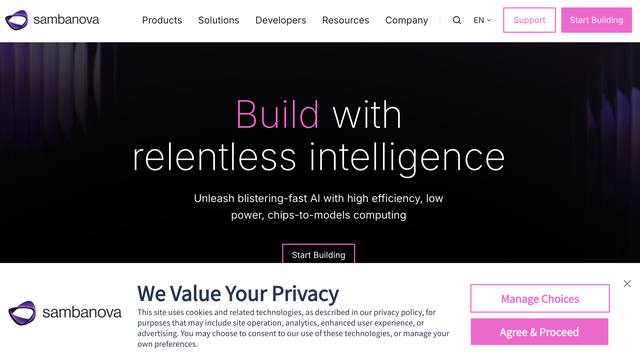 sambanova
Products
Solutions
Developers
Resources
Company
EN
Support
Start Building
Build with
relentless intelligence
Unleash blistering-fast AI with high efficiency, low
power, chips-to-models computing
Start Building
sambanova
We Value Your Privacy
This site uses cookies and related technologies, as described in our privacy policy, for
purposes that may include site operation, analytics, enhanced user experience, or
advertising. You may choose to consent to our use of these technologies, or manage your
own preferences.
Manage Choices
Agree & Proceed